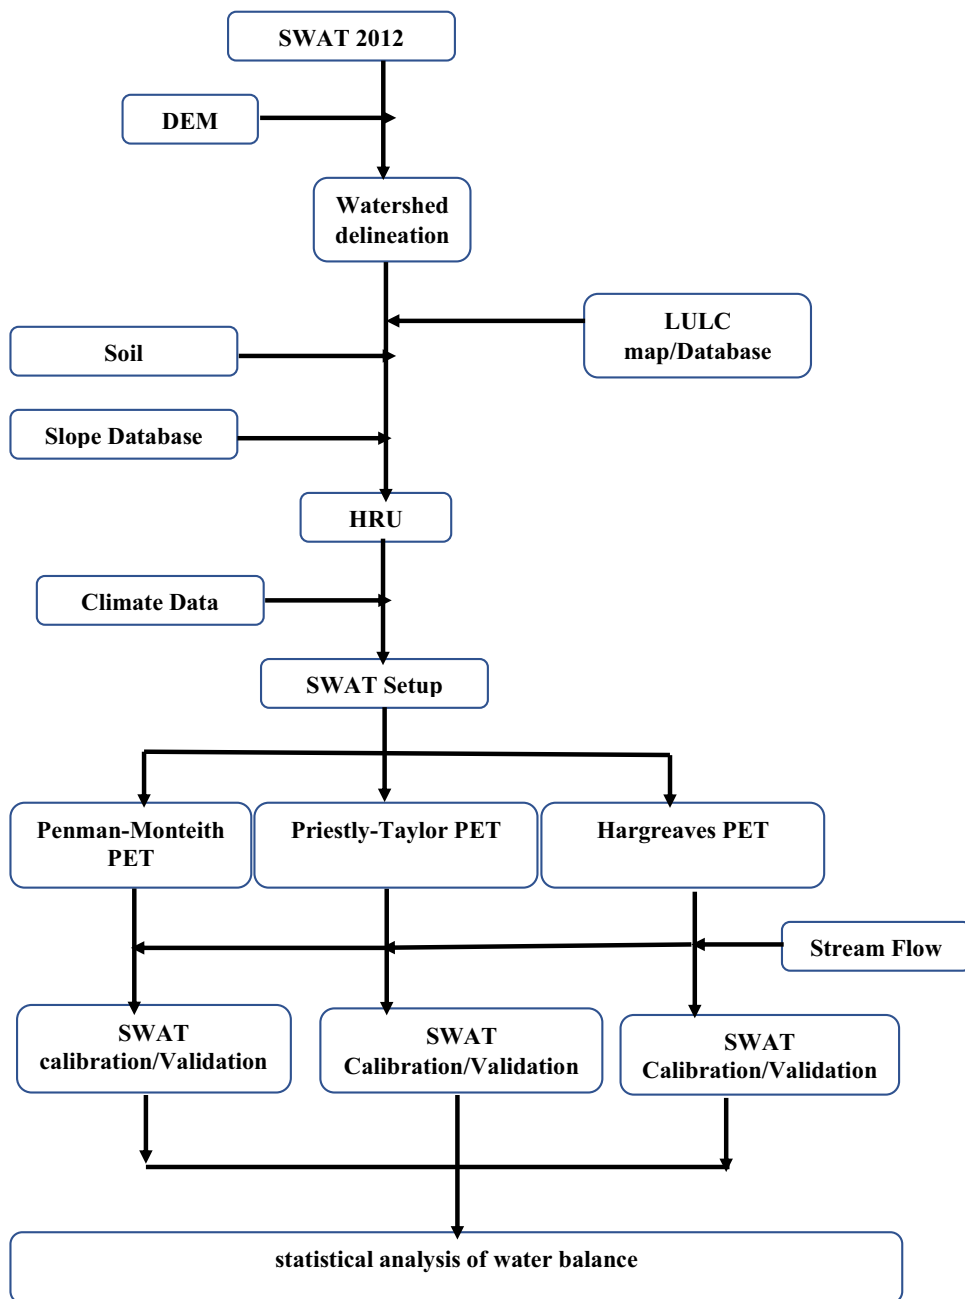 SWAT 2012
DEM
Watershed
delineation
LULC
map/Database
Soil
Slope Database
HRU
Climate Data
SWAT Setup
Penman-Monteith
PET
Priestly-Taylor PET
Hargreaves PET
Stream Flow
SWAT
calibration/Validation
SWAT
Calibration/Validation
SWAT
Calibration/Validation
statistical analysis of water balance